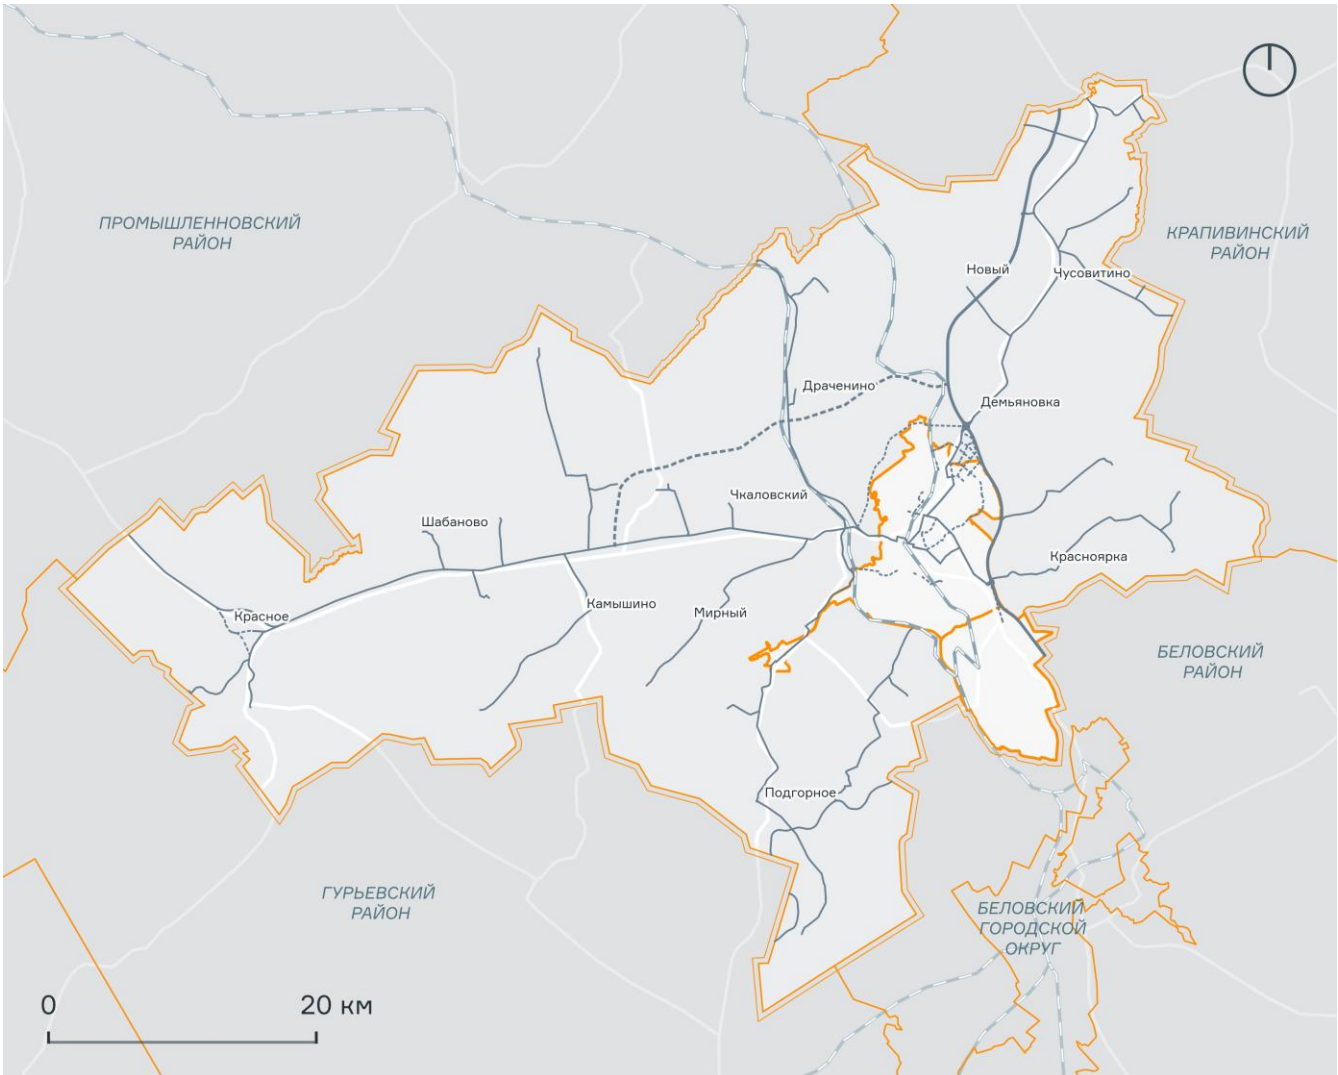 ПРОМЫШЛЕННОВСКИЙ
РАЙОН
КРАПИВИНСКИЙ
РАЙОН
Новый
Чусовитино
Драченино
Демьяновка
Чкаловский
Шабаново
Красноярка
Красное
Камышино
Мирный
БЕЛОВСКИЙ
РАЙОН
Подгорное
ГУРЬЕВСКИЙ
РАЙОН
БЕЛОВСКИЙ
ГОРОДСКОЙ
ОКРУГ
0 20 км